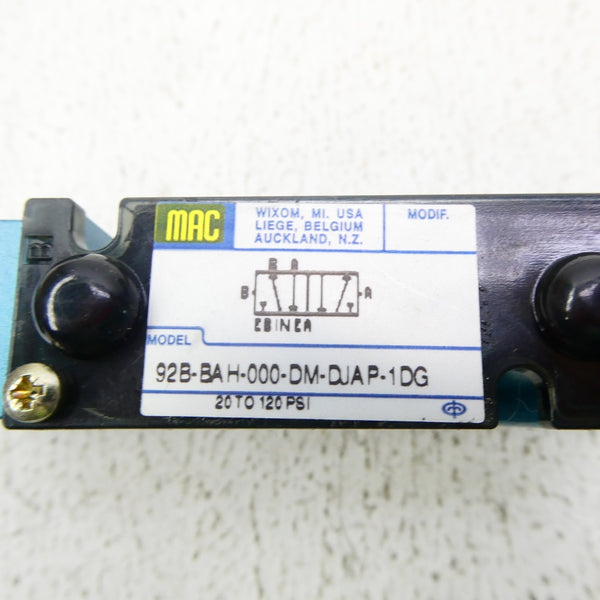 B
MAC
WIXOM, MI. USA
LIEGE, BELGIUM
AUCKLAND, N.Z.
MODIF.
B A
B A
EB IN EA
MODEL
92B-BAH-000-DM-DJAP-1DG
20 TO 120 PSI